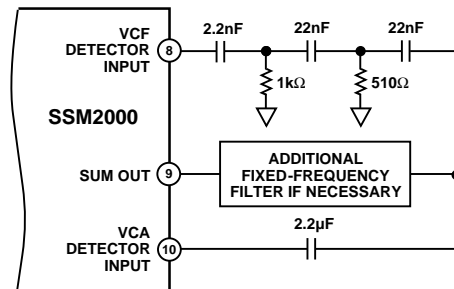 VCF
DETECTOR
INPUT
8
2.2nF
22nF
22nF
1kΩ
510Ω
SSM2000
SUM OUT
9
ADDITIONAL
FIXED-FREQUENCY
FILTER IF NECESSARY
VCA
DETECTOR
INPUT
10
2.2µF